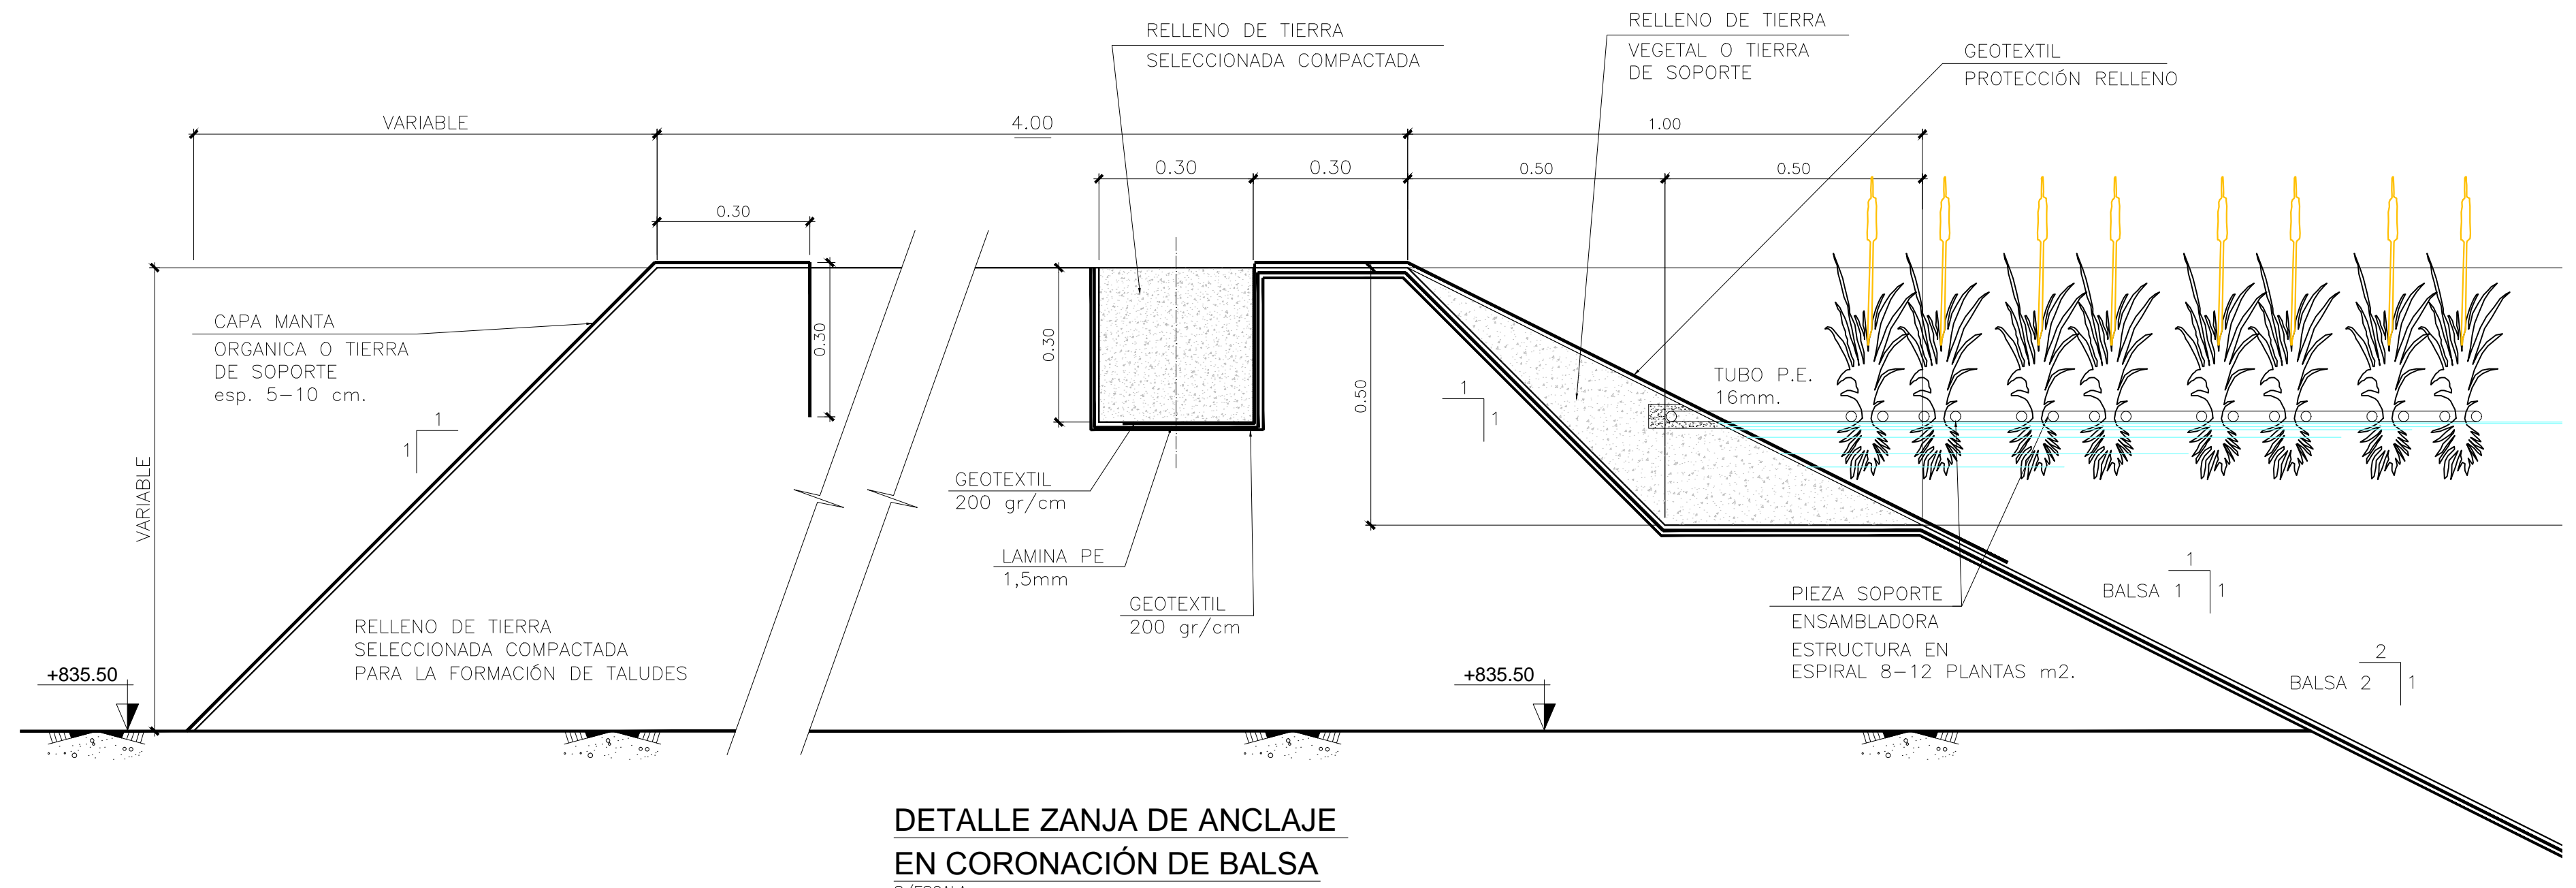 RELLENO DE TIERRA
SELECCIONADA COMPACTADA
RELLENO DE TIERRA
VEGETAL O TIERRA
DE SOPORTE
GEOTEXTIL
PROTECCIÓN RELLENO
VARIABLE
4.00
1.00
0.30
0.30
0.50
0.50
0.30
0.30
0.30
0.50
VARIABLE
CAPA MANTA
ORGANICA O TIERRA
DE SOPORTE
esp. 5-10 cm.
1
1
1
1
TUBO P.E.
16mm.
GEOTEXTIL
200 gr/cm
LAMINA PE
1,5mm
GEOTEXTIL
200 gr/cm
RELLENO DE TIERRA
SELECCIONADA COMPACTADA
PARA LA FORMACIÓN DE TALUDES
PIEZA SOPORTE
ENSAMBLADORA
ESTRUCTURA EN
ESPIRAL 8-12 PLANTAS m2.
1
BALSA 1
1
2
BALSA 2
1
+835.50
+835.50
DETALLE ZANJA DE ANCLAJE
EN CORONACIÓN DE BALSA